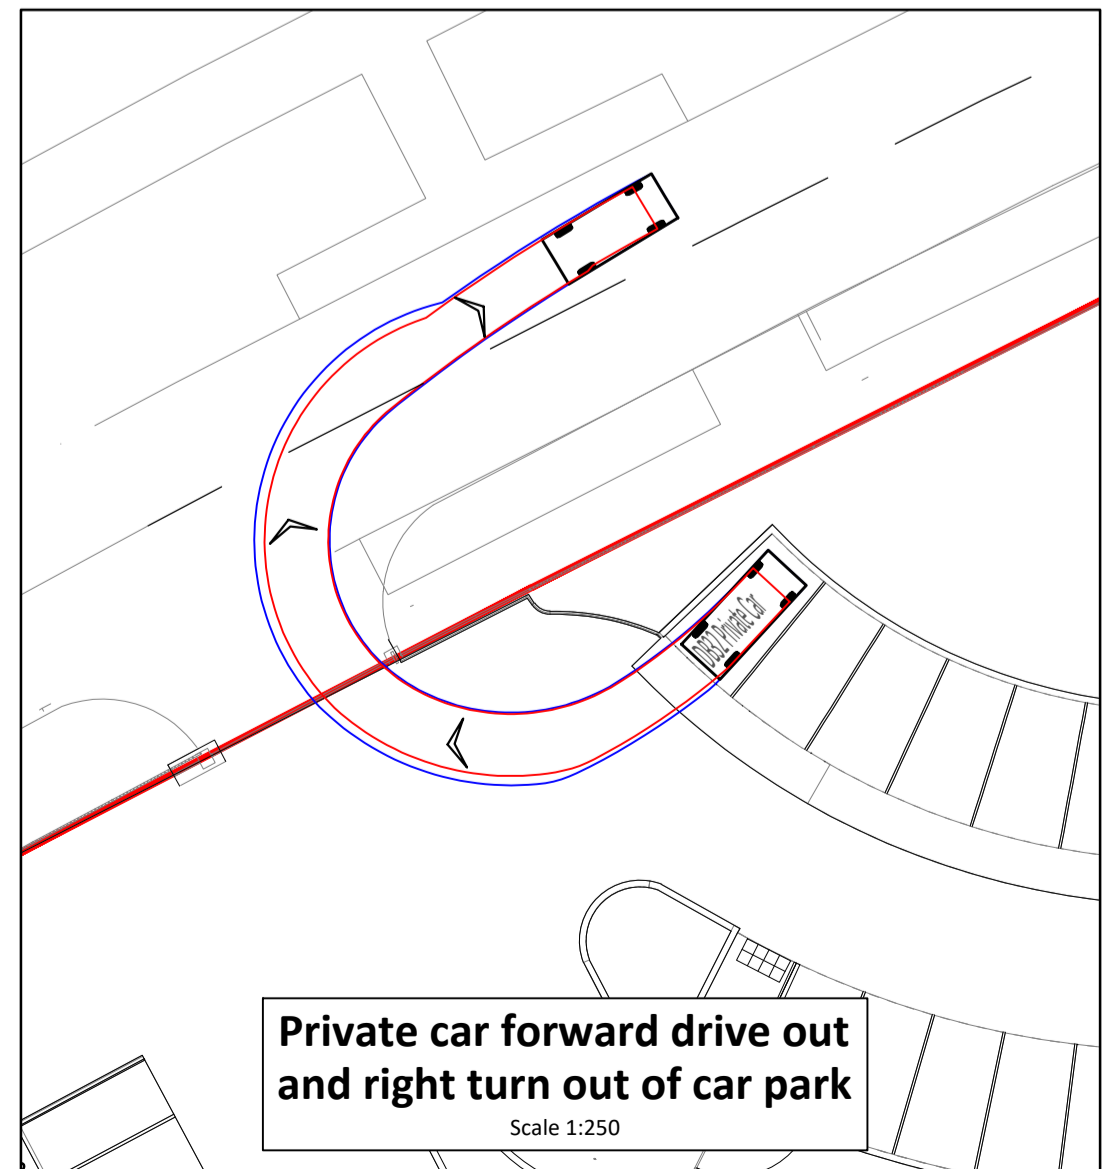 DB32 Private Car
Private car forward drive out
and right turn out of car park
Scale 1:250